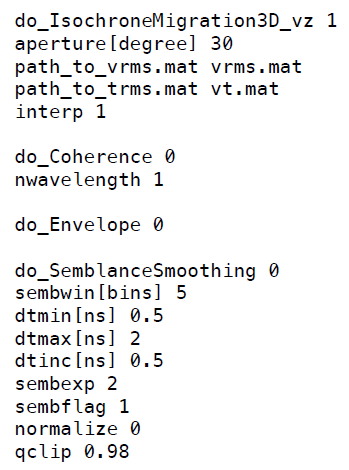 do_IsochroneMigration3D_vz 1
aperture[degree] 30
path_to_vrms.mat vrms.mat
path_to_trms.mat vt.mat
interp 1

do_Coherence 0
nwavelength 1

do_Envelope 0

do_SemblanceSmoothing 0
sembwin[bins] 5
dtmin[ns] 0.5
dtmax[ns] 2
dtinc[ns] 0.5
sembexp 2
sembflag 1
normalize 0
qclip 0.98